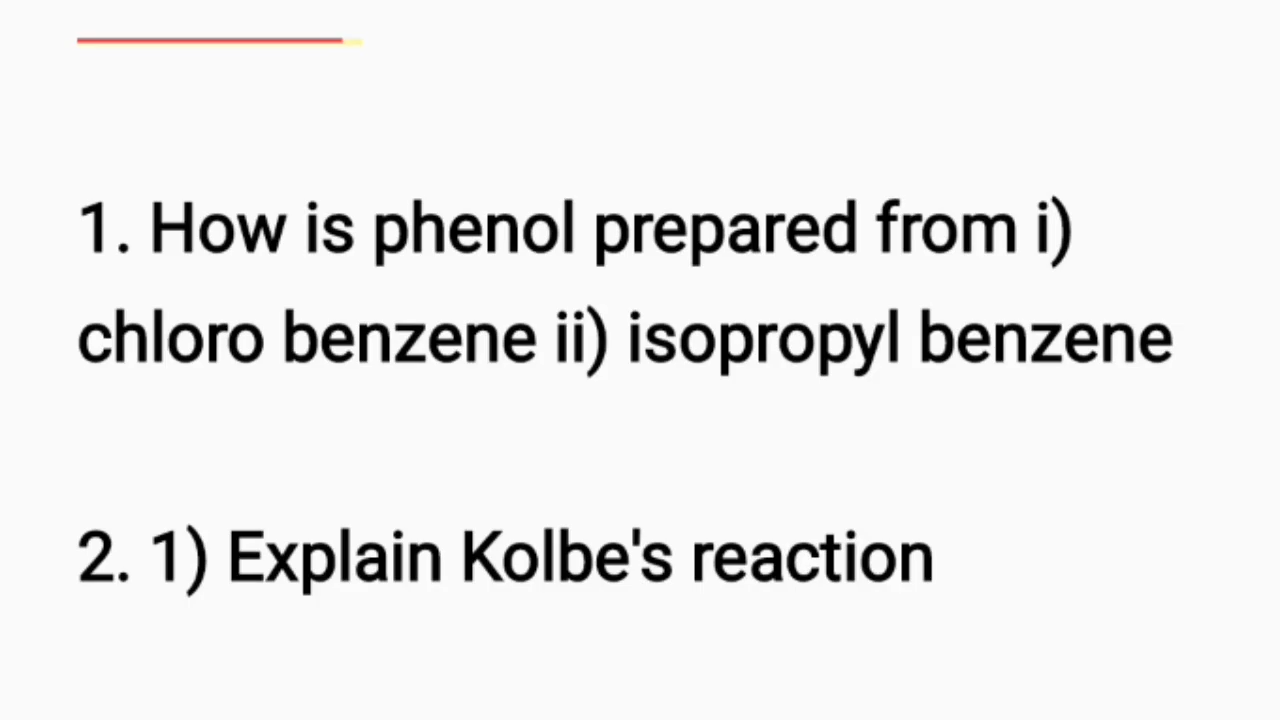 1. How is phenol prepared from i)
chloro benzene ii) isopropyl benzene
2. 1) Explain Kolbe's reaction